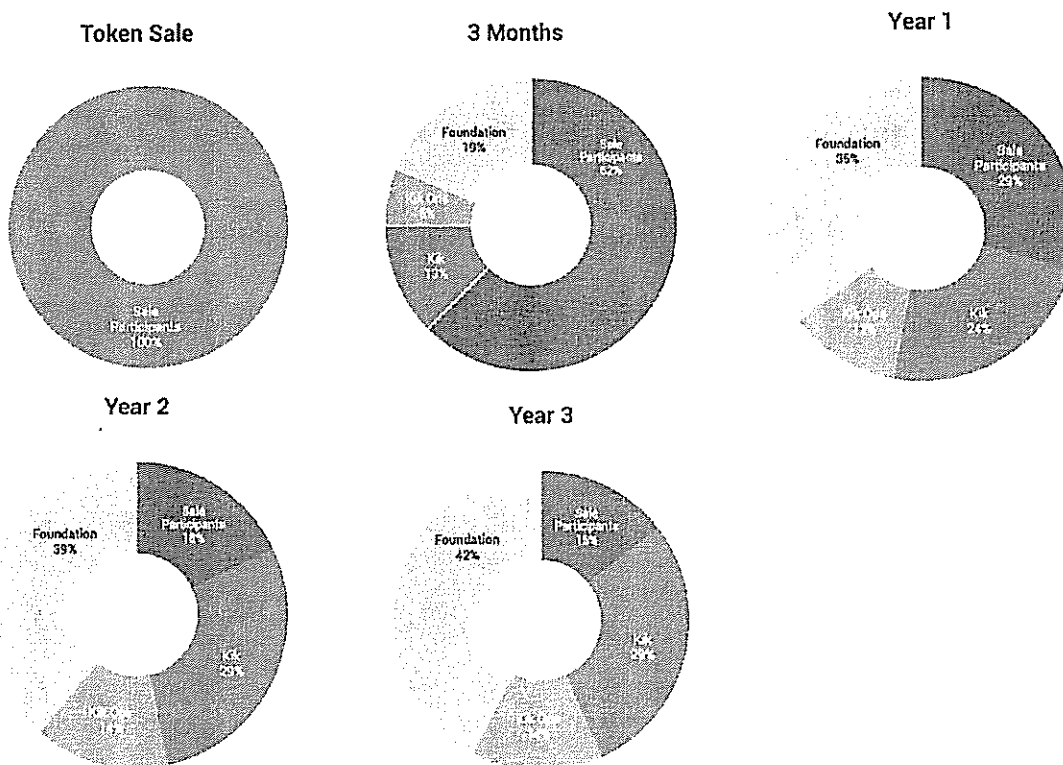 Token Sale
Sale
Participants
100%
3 Months
Foundation
19%
Sale
Participants
62%
Kik
13%
Year 1
Foundation
35%
Sale
Participants
29%
Kik
24%
Year 2
Foundation
39%
Sale
Participants
18%
Kik
29%
Year 3
Foundation
42%
Sale
Participants
Kik